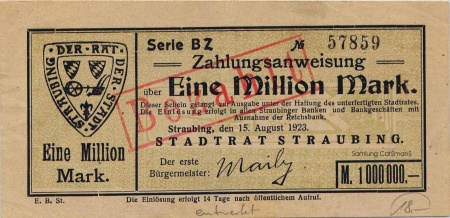 Serie BZ № 57859
DER · RAT · DER · STADT · STRAUBING
Zahlungsanweisung
über Eine Million Mark.
Dieser Schein gelangt zur Ausgabe unter der Haftung des unterfertigten Stadtrates.
Die Einlösung erfolgt in allen Straubinger Banken und Bankgeschäften mit
Ausnahme der Reichsbank.
Bezahlt
Straubing, den 15. August 1923.
STADTRAT STRAUBING.
Eine Million
Mark.
Der erste
Bürgermeister:
Samlung CatSmans
M. 1 000 000.-
E. B. St.
Die Einlösung erfolgt 14 Tage nach öffentlichem Aufruf.
entwertet